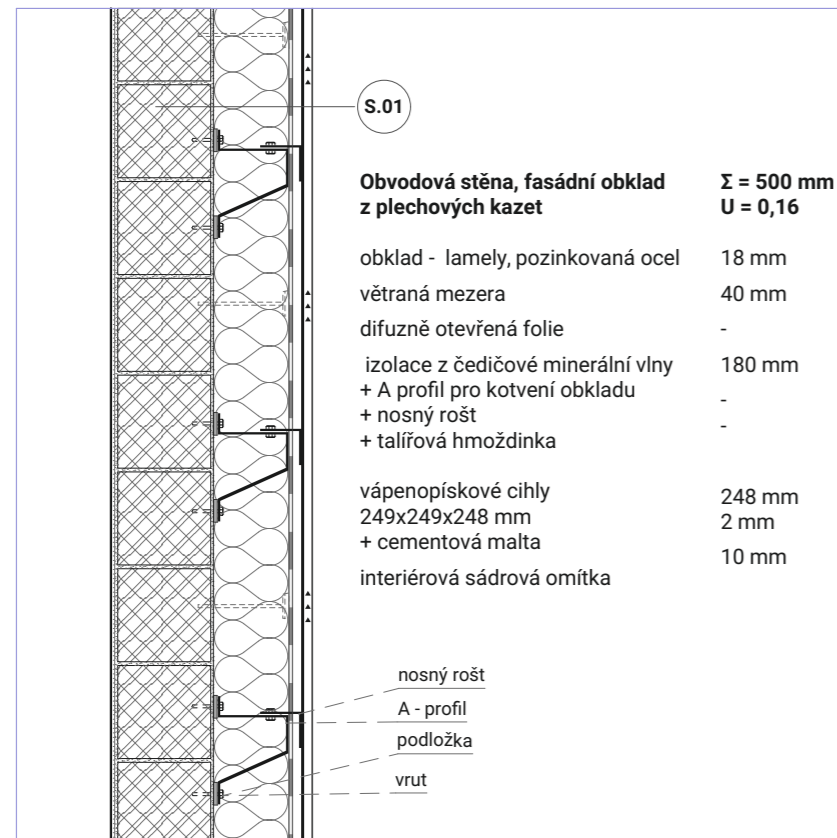 S.01
Obvodová stěna, fasádní obklad Σ = 500 mm
z plechových kazet U = 0,16
obklad - lamely, pozinkovaná ocel 18 mm
větraná mezera 40 mm
difuzně otevřená folie -
izolace z čedičové minerální vlny 180 mm
+ A profil pro kotvení obkladu -
+ nosný rošt -
+ talířová hmoždinka
vápenopískové cihly 248 mm
249x249x248 mm 2 mm
+ cementová malta 10 mm
interiérová sádrová omítka
nosný rošt
A - profil
podložka
vrut